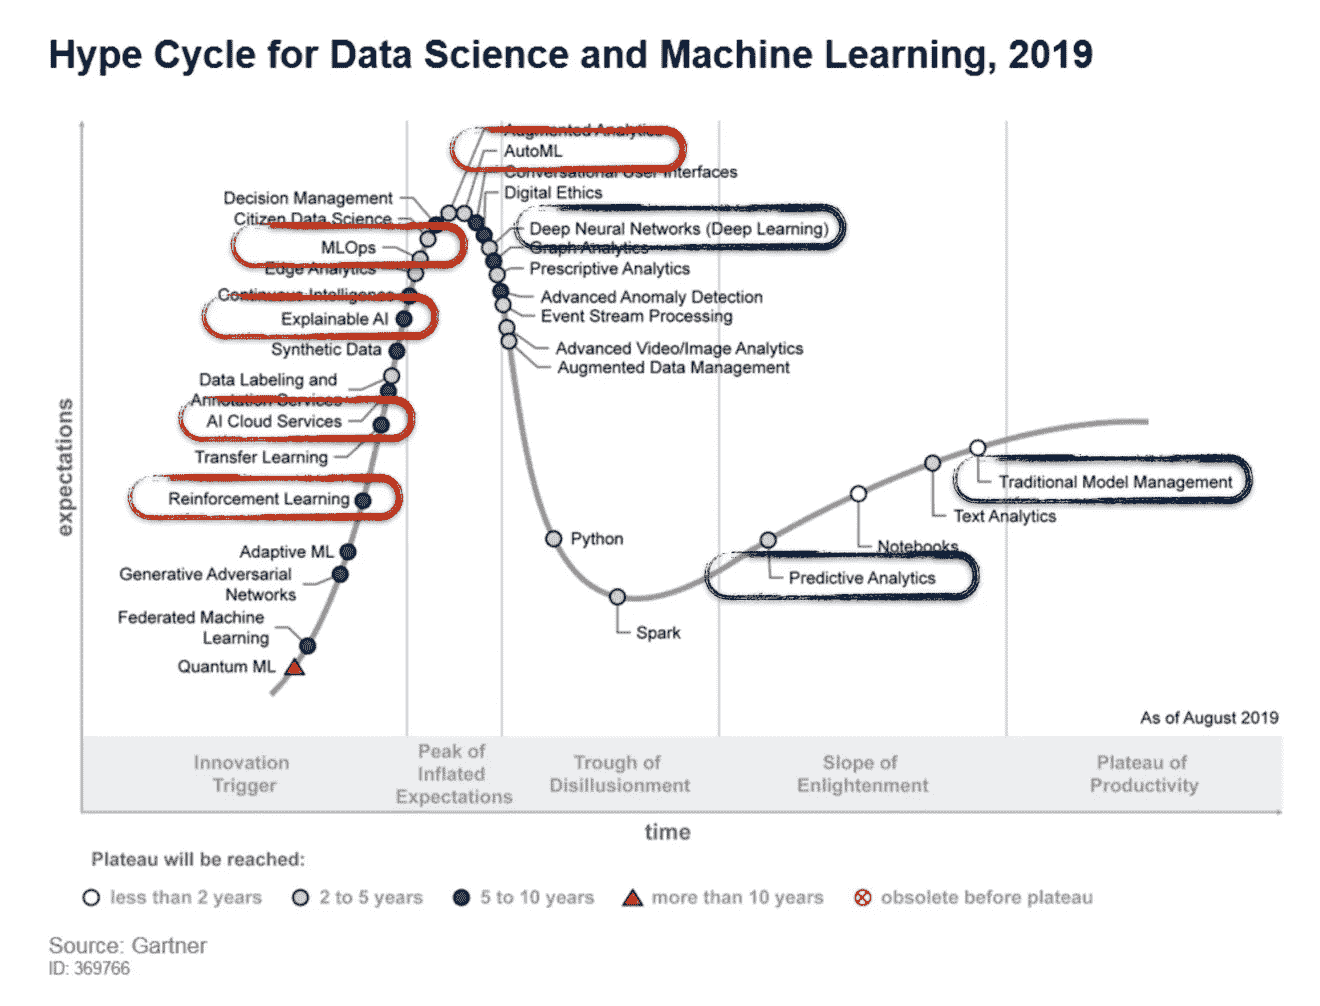 Hype Cycle for Data Science and Machine Learning, 2019
Augmented Analytics
AutoML
Conversational User Interfaces
Digital Ethics
Decision Management
Citizen Data Science
MLOps
Edge Analytics
Continuous Intelligence
Explainable AI
Synthetic Data
Data Labeling and
Annotation Services
AI Cloud Services
Transfer Learning
Reinforcement Learning
Adaptive ML
Generative Adversarial
Networks
Federated Machine
Learning
Quantum ML
Deep Neural Networks (Deep Learning)
Graph Analytics
Prescriptive Analytics
Advanced Anomaly Detection
Event Stream Processing
Advanced Video/Image Analytics
Augmented Data Management
Python
Spark
Predictive Analytics
Notebooks
Text Analytics
Traditional Model Management
expectations
As of August 2019
Innovation
Trigger
Peak of
Inflated
Expectations
Trough of
Disillusionment
Slope of
Enlightenment
Plateau of
Productivity
time
Plateau will be reached:
less than 2 years
2 to 5 years
5 to 10 years
more than 10 years
obsolete before plateau
Source: Gartner
ID: 369766